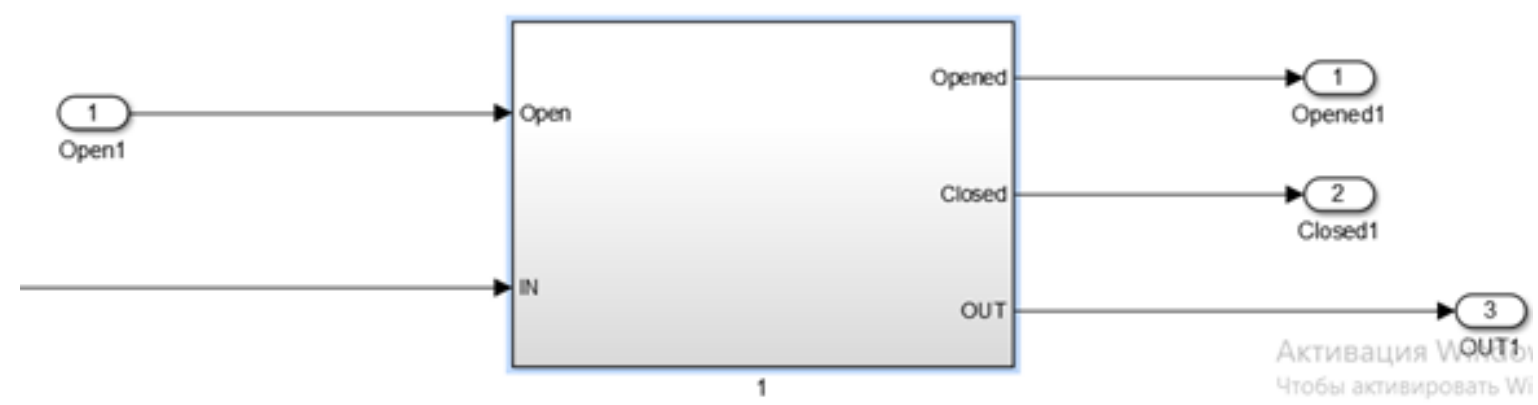 1
Open1
Open
IN
Opened
Closed
OUT
1
1
Opened1
2
Closed1
3
OUT1
Активация
Чтобы активировать Wi